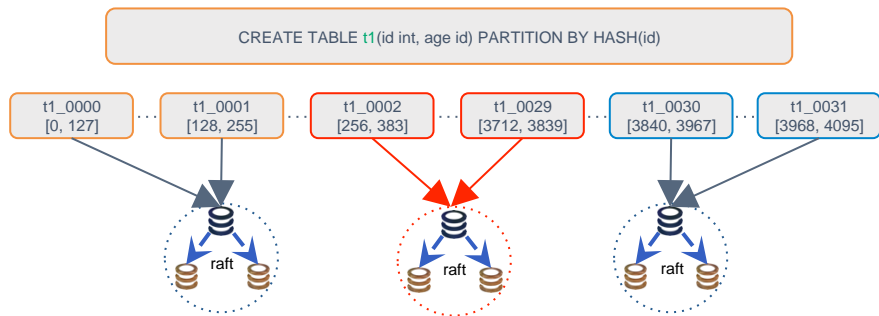 CREATE TABLE t1(id int, age id) PARTITION BY HASH(id)
t1_0000
[0, 127]
t1_0001
[128, 255]
t1_0002
[256, 383]
t1_0029
[3712, 3839]
t1_0030
[3840, 3967]
t1_0031
[3968, 4095]
raft
raft
raft